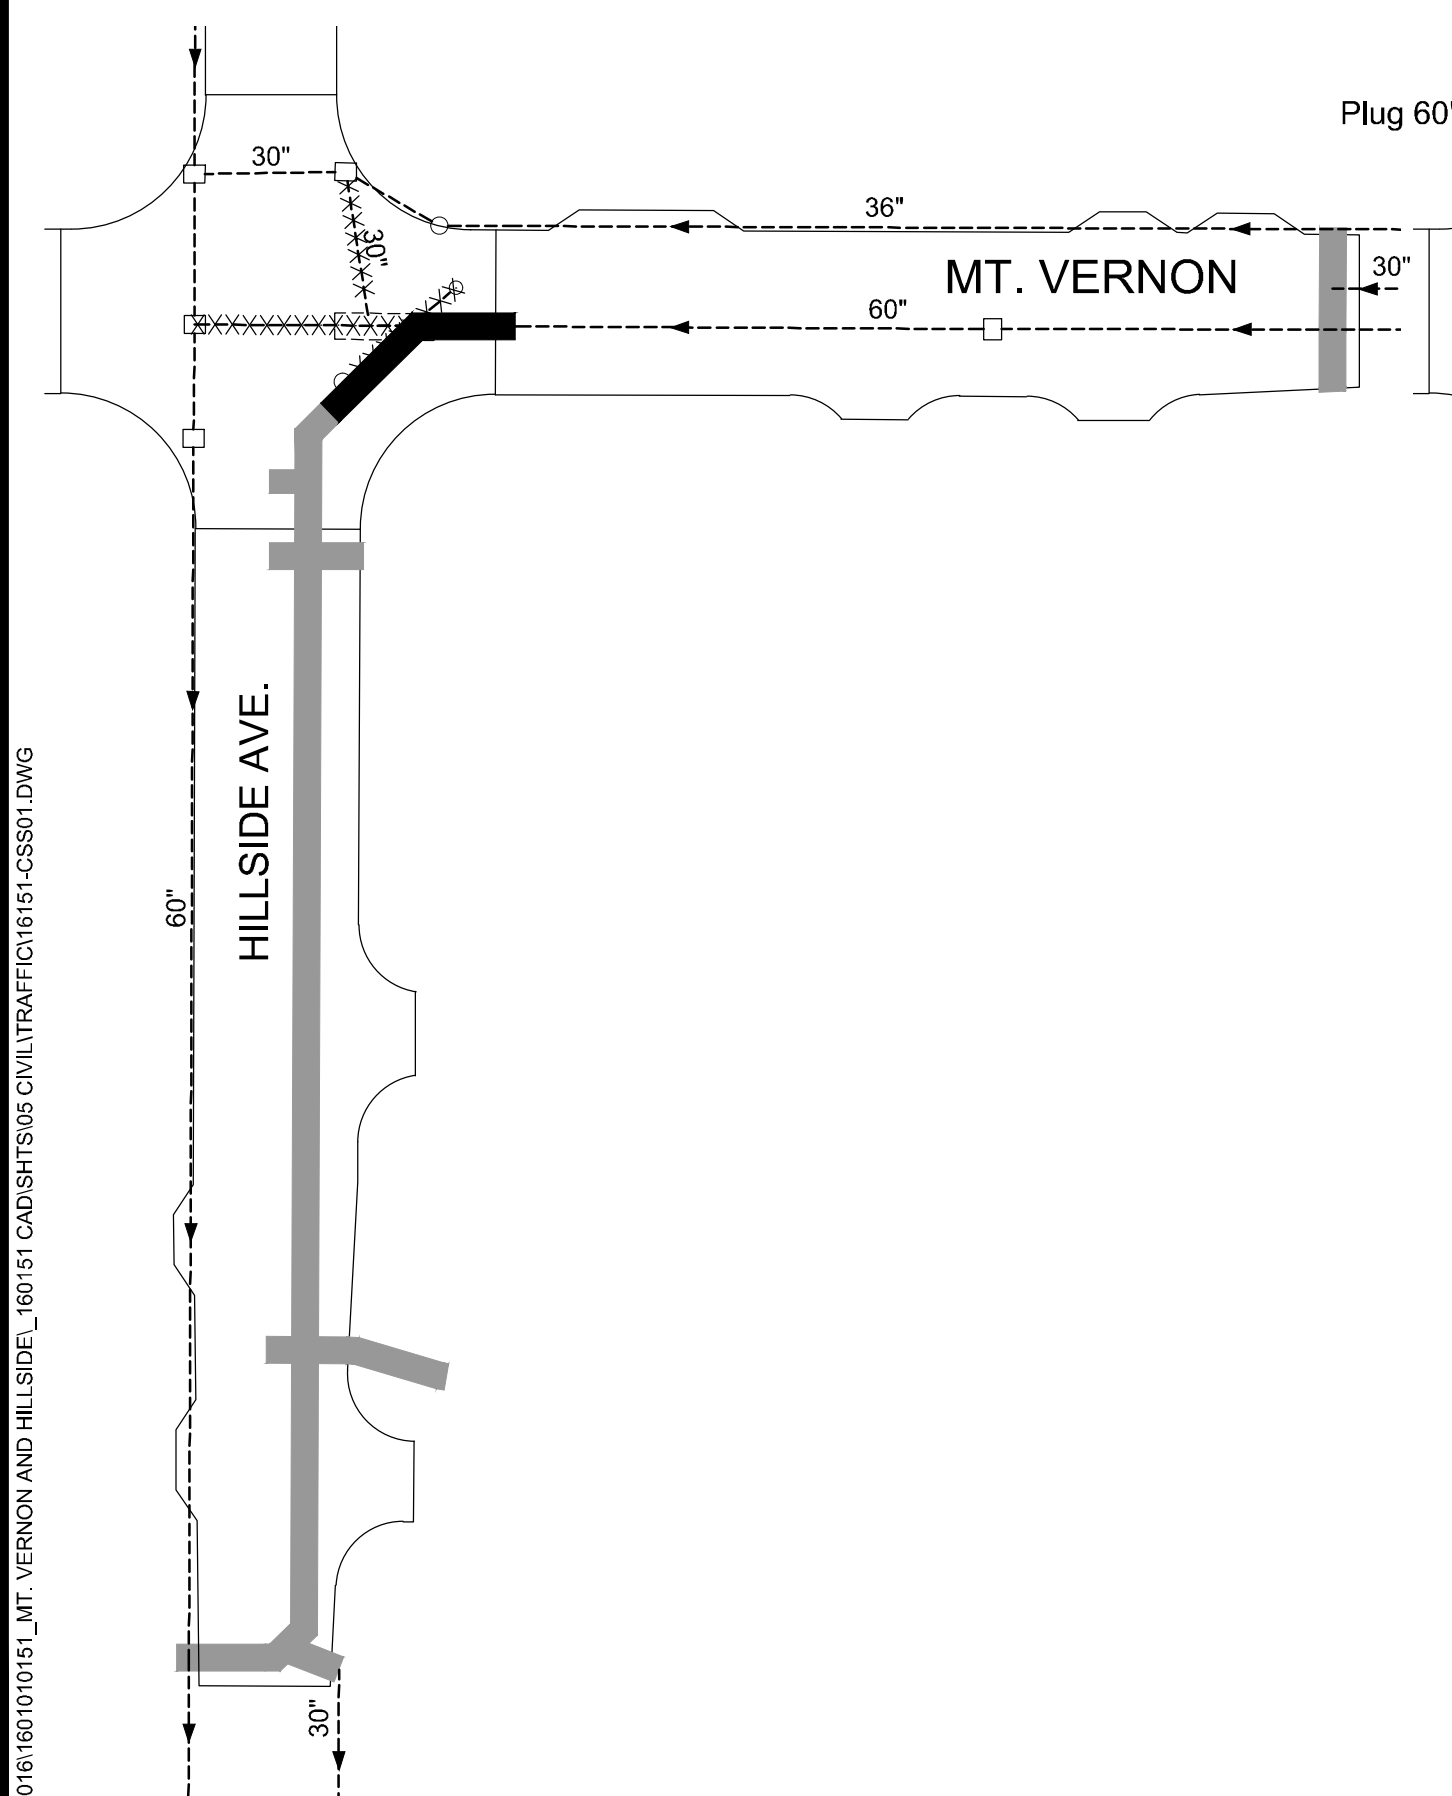 Plug 60"
30"
36"
30"
MT. VERNON
30"
60"
HILLSIDE AVE.
60"
30"
016\1601010151_MT. VERNON AND HILLSIDE\_160151 CAD\SHTS\05 CIVIL\TRAFFIC\16151-CSS01.DWG